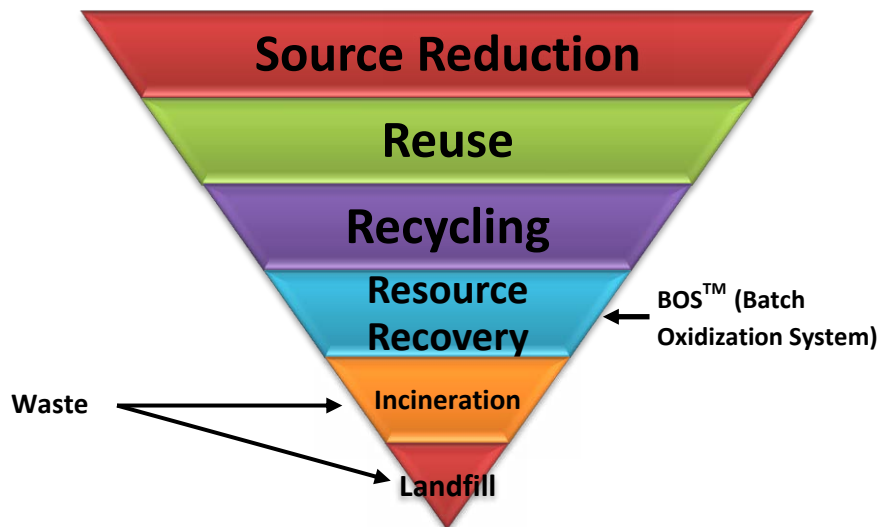 Source Reduction
Reuse
Recycling
Resource
Recovery
BOS™ (Batch
Oxidization System)
Incineration
Waste
Landfill